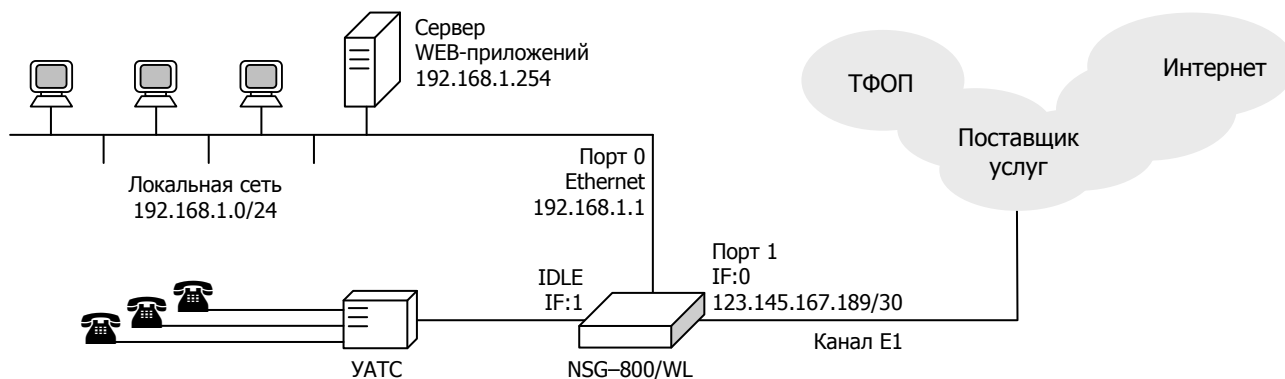 Сервер
WEB-приложений
192.168.1.254
ТФОП
Интернет
Поставщик
услуг
Локальная сеть
192.168.1.0/24
Порт 0
Ethernet
192.168.1.1
IDLE
IF:1
Порт 1
IF:0
123.145.167.189/30
Канал E1
УАТС
NSG–800/WL